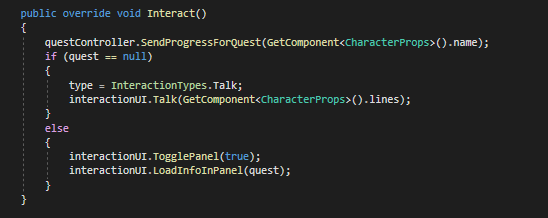 public override void Interact()
{
questController.SendProgressForQuest(GetComponent<CharacterProps>().name);
if (quest == null)
{
type = InteractionTypes.Talk;
interactionUI.Talk(GetComponent<CharacterProps>().lines);
}
else
{
interactionUI.TogglePanel(true);
interactionUI.LoadInfoInPanel(quest);
}
}